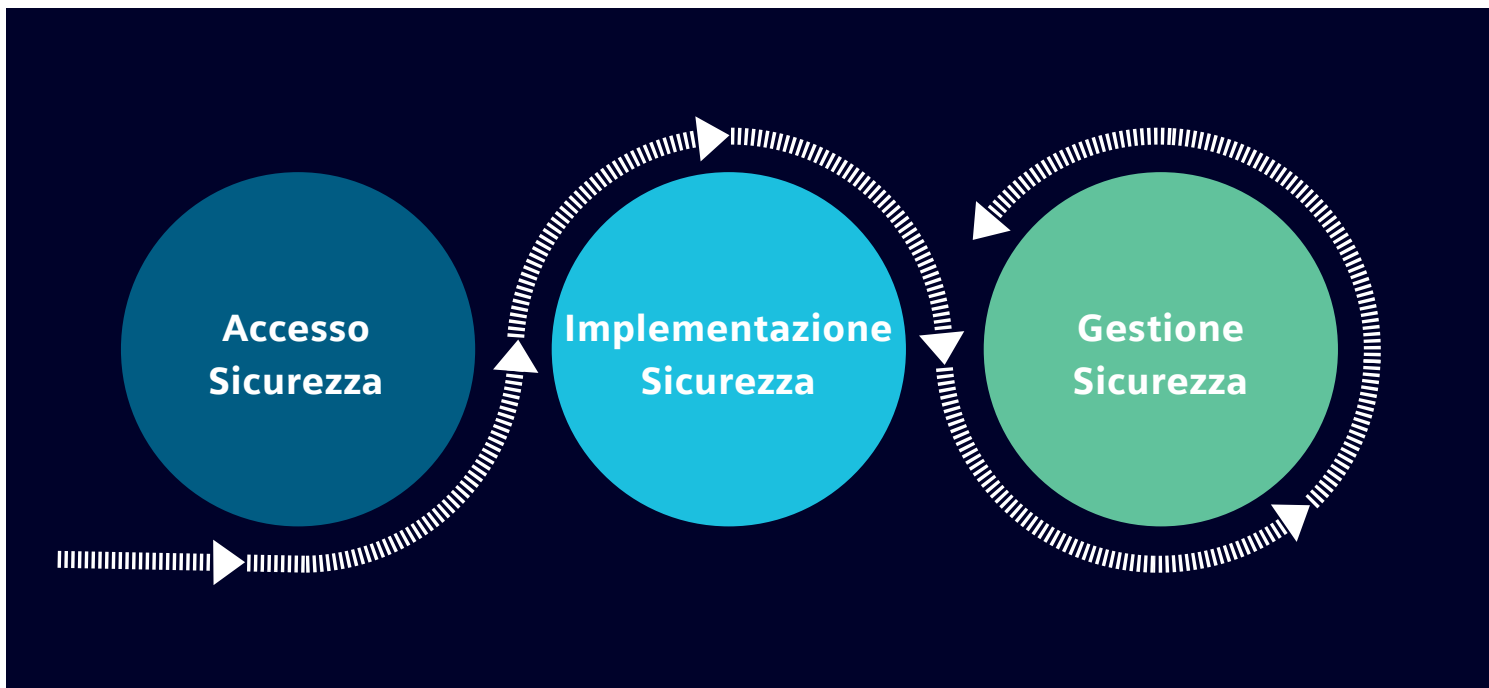 Accesso
Sicurezza
Implementazione
Sicurezza
Gestione
Sicurezza